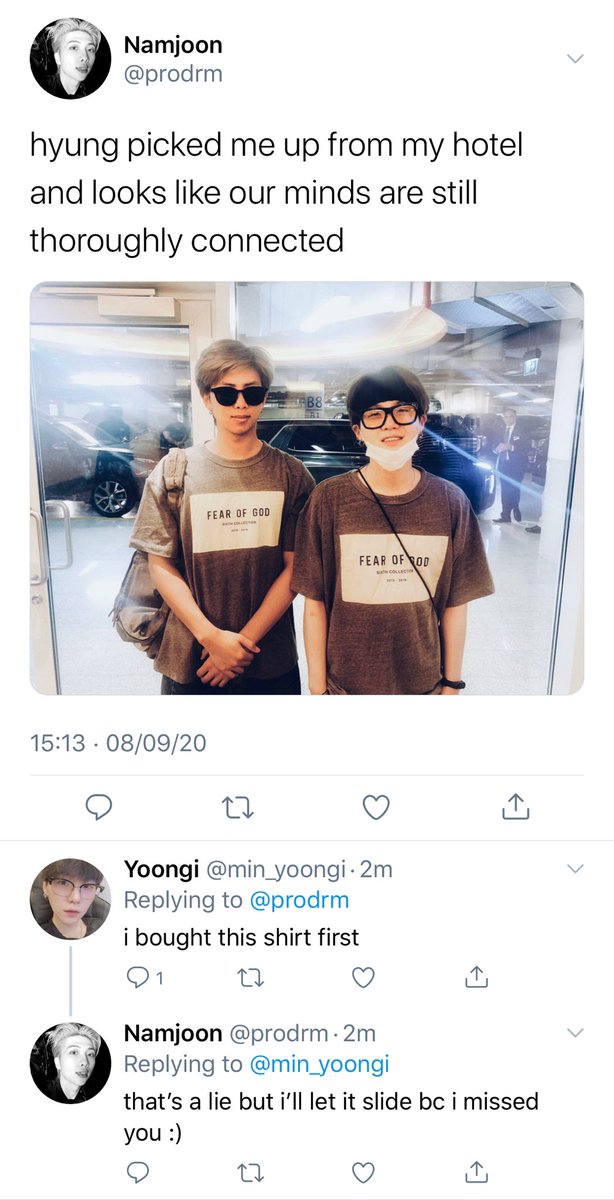 Namjoon
@prodrm
hyung picked me up from my hotel
and looks like our minds are still
thoroughly connected
B8
B1
FEAR OF GOD
SIXTH COLLECTION
FEAR OF GOD
SIXTH COLLECTION
15:13 · 08/09/20
Yoongi @min_yoongi · 2m
Replying to @prodrm
i bought this shirt first
1
Namjoon @prodrm · 2m
Replying to @min_yoongi
that's a lie but i'll let it slide bc i missed
you :)